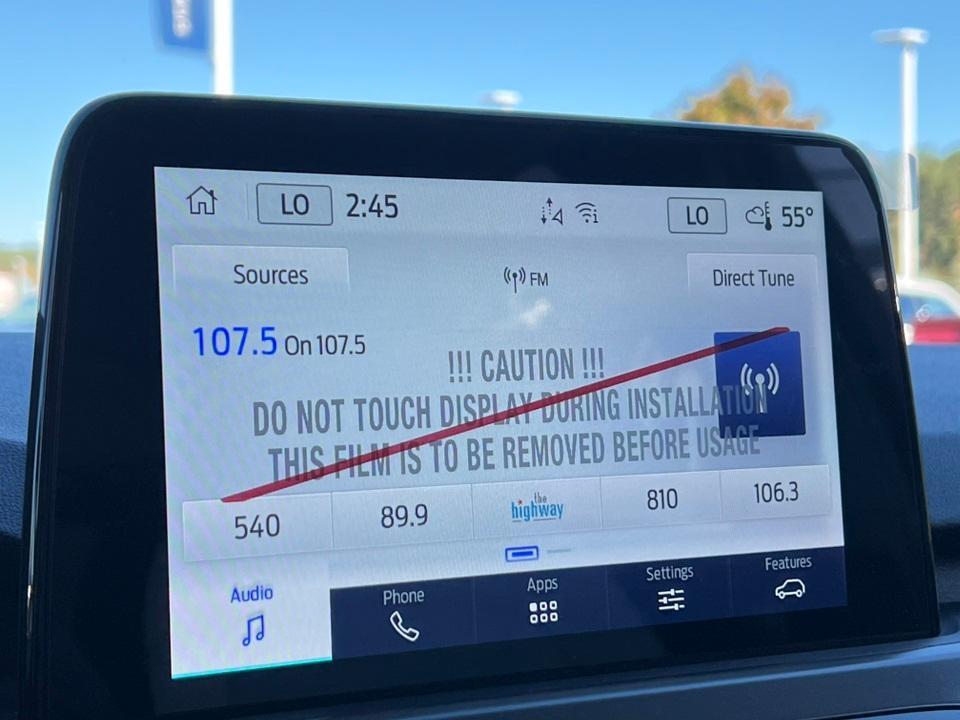 LO 2:45 LO 55°
Sources FM Direct Tune
107.5 On 107.5
!!! CAUTION !!!
DO NOT TOUCH DISPLAY DURING INSTALLATION
THIS FILM IS TO BE REMOVED BEFORE USAGE
540 89.9 the highway 810 106.3
Audio Phone Apps Settings Features